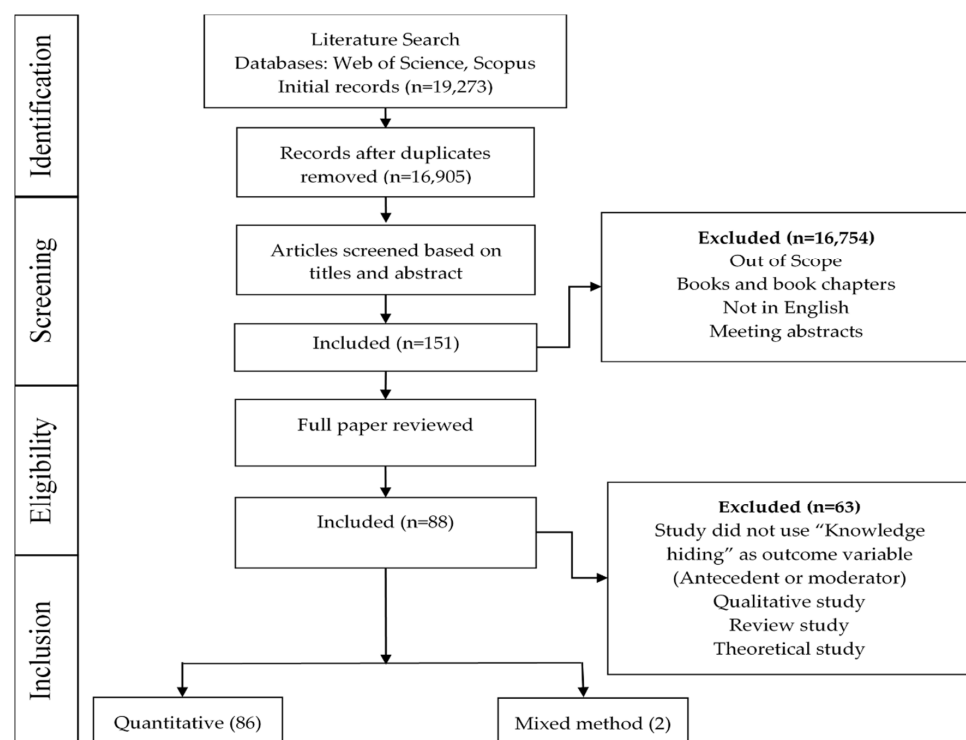 Identification
Literature Search
Databases: Web of Science, Scopus
Initial records (n=19,273)
Records after duplicates
removed (n=16,905)
Screening
Articles screened based on
titles and abstract
Excluded (n=16,754)
Out of Scope
Books and book chapters
Not in English
Meeting abstracts
Included (n=151)
Eligibility
Full paper reviewed
Included (n=88)
Excluded (n=63)
Study did not use “Knowledge
hiding” as outcome variable
(Antecedent or moderator)
Qualitative study
Review study
Theoretical study
Inclusion
Quantitative (86)
Mixed method (2)